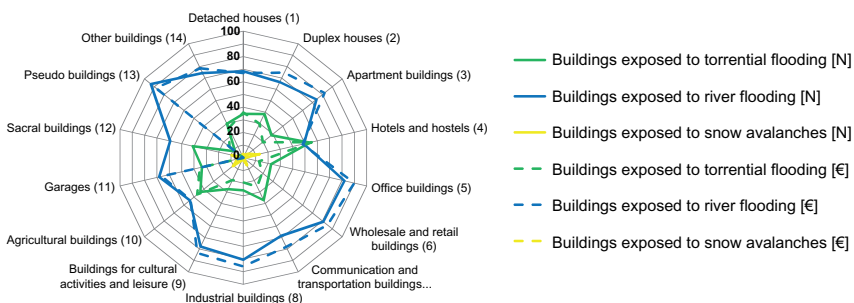 Detached houses (1)
100
Other buildings (14)
Duplex houses (2)
80
Pseudo buildings (13)
Apartment buildings (3)
60
40
Sacral buildings (12)
Hotels and hostels (4)
20
0
Garages (11)
Office buildings (5)
Agricultural buildings (10)
Wholesale and retail
buildings (6)
Buildings for cultural
activities and leisure (9)
Communication and
transportation buildings...
Industrial buildings (8)
Buildings exposed to torrential flooding [N]
Buildings exposed to river flooding [N]
Buildings exposed to snow avalanches [N]
Buildings exposed to torrential flooding [€]
Buildings exposed to river flooding [€]
Buildings exposed to snow avalanches [€]